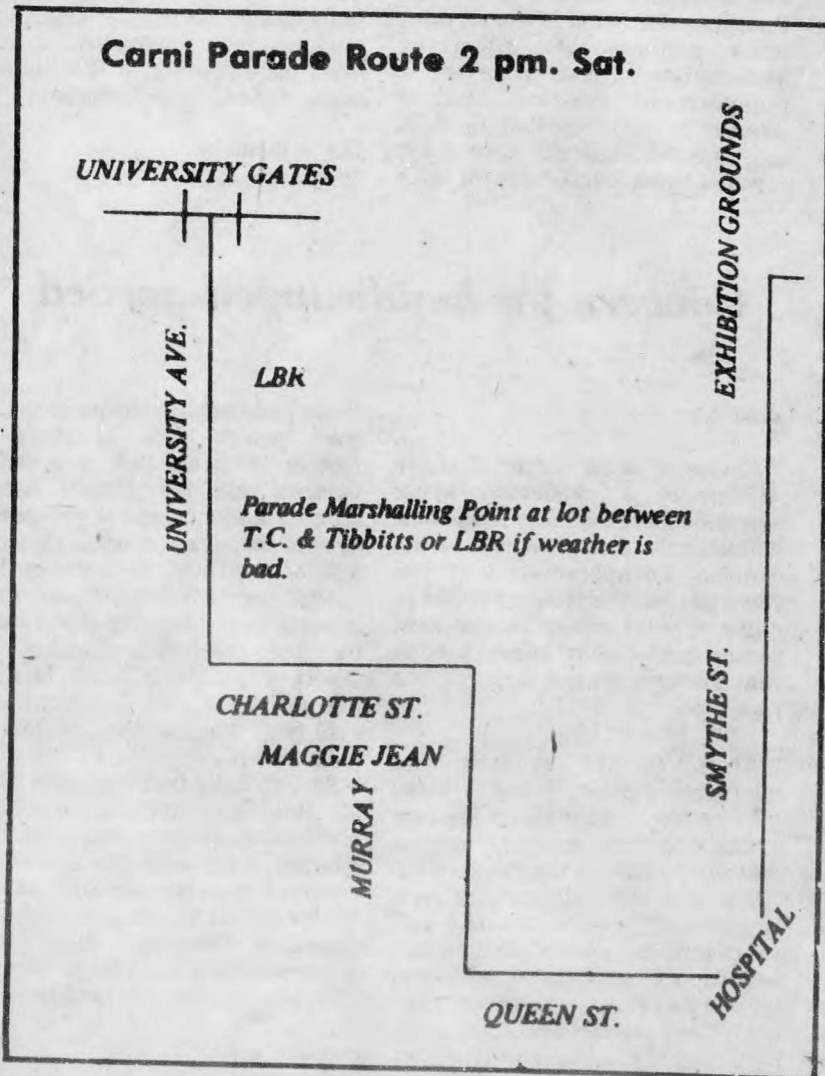 Carni Parade Route 2 pm. Sat.
UNIVERSITY GATES
EXHIBITION GROUNDS
UNIVERSITY AVE.
LBR
Parade Marshalling Point at lot between
T.C. & Tibbitts or LBR if weather is
bad.
SMYTHE ST.
CHARLOTTE ST.
MAGGIE JEAN
MURRAY
HOSPITAL
QUEEN ST.